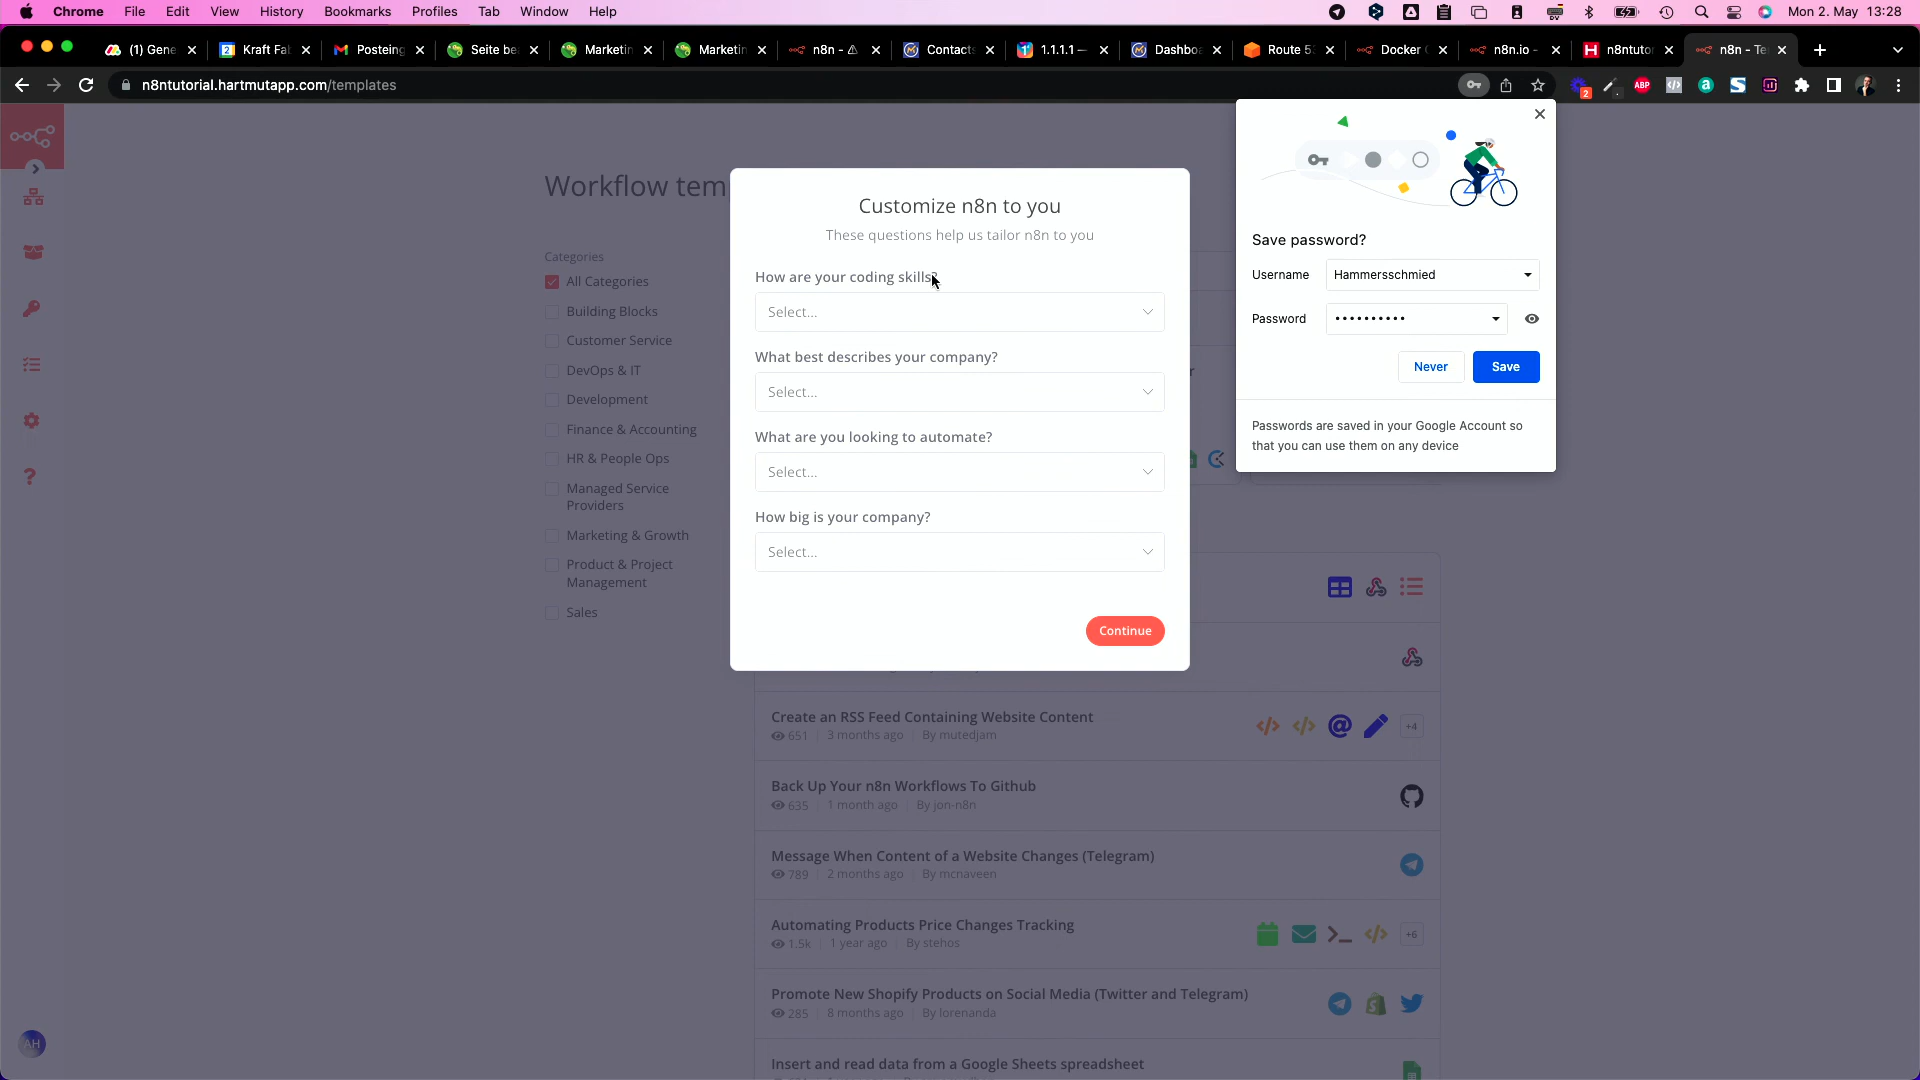 Chrome File Edit View History Bookmarks Profiles Tab Window Help Mon 2. May 13:28
(1) Gene Kraft Fal Posteing Seite be Marketin Marketin n8n - Contact 1.1.1.1 — Dashbo Route 5 Docker n8n.io - n8ntutor n8n - Te
n8ntutorial.hartmutapp.com/templates
2
ABP
Workflow tem
Categories
All Categories
Building Blocks
Customer Service
DevOps & IT
Development
Finance & Accounting
HR & People Ops
Managed Service
Providers
Marketing & Growth
Product & Project
Management
Sales
AH
Customize n8n to you
These questions help us tailor n8n to you
How are your coding skills?
Select...
What best describes your company?
Select...
What are you looking to automate?
Select...
How big is your company?
Select...
Continue
Save password?
Username Hammersschmied
Password ••••••••••
Never Save
Passwords are saved in your Google Account so
that you can use them on any device
Create an RSS Feed Containing Website Content
651 3 months ago By mutedjam
+4
Back Up Your n8n Workflows To Github
635 1 month ago By jon-n8n
Message When Content of a Website Changes (Telegram)
789 2 months ago By mcnaveen
Automating Products Price Changes Tracking
1.5k 1 year ago By stehos
+6
Promote New Shopify Products on Social Media (Twitter and Telegram)
285 8 months ago By lorenanda
Insert and read data from a Google Sheets spreadsheet